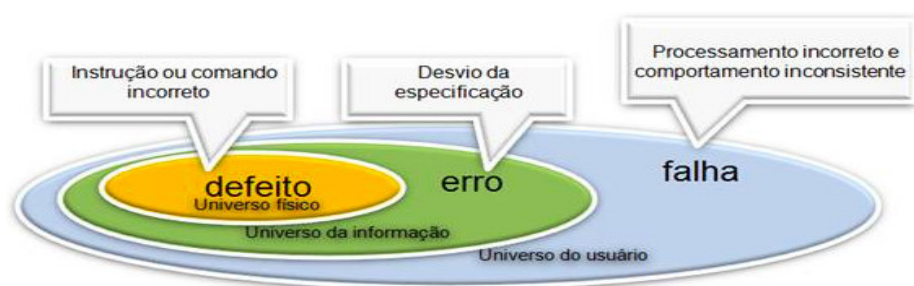 Instrução ou comando
incorreto
Desvio da
especificação
Processamento incorreto e
comportamento inconsistente
defeito
Universo físico
erro
falha
Universo da informação
Universo do usuário